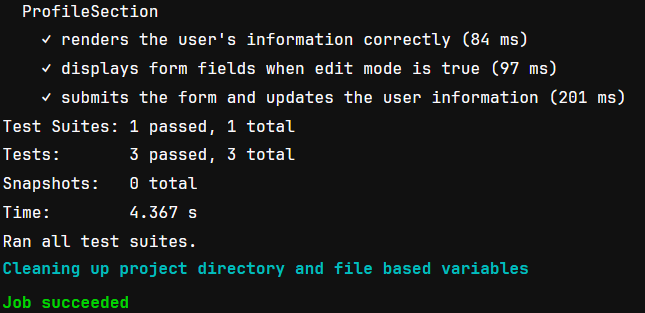 ProfileSection
✓ renders the user's information correctly (84 ms)
✓ displays form fields when edit mode is true (97 ms)
✓ submits the form and updates the user information (201 ms)
Test Suites: 1 passed, 1 total
Tests:       3 passed, 3 total
Snapshots:   0 total
Time:        4.367 s
Ran all test suites.
Cleaning up project directory and file based variables
Job succeeded